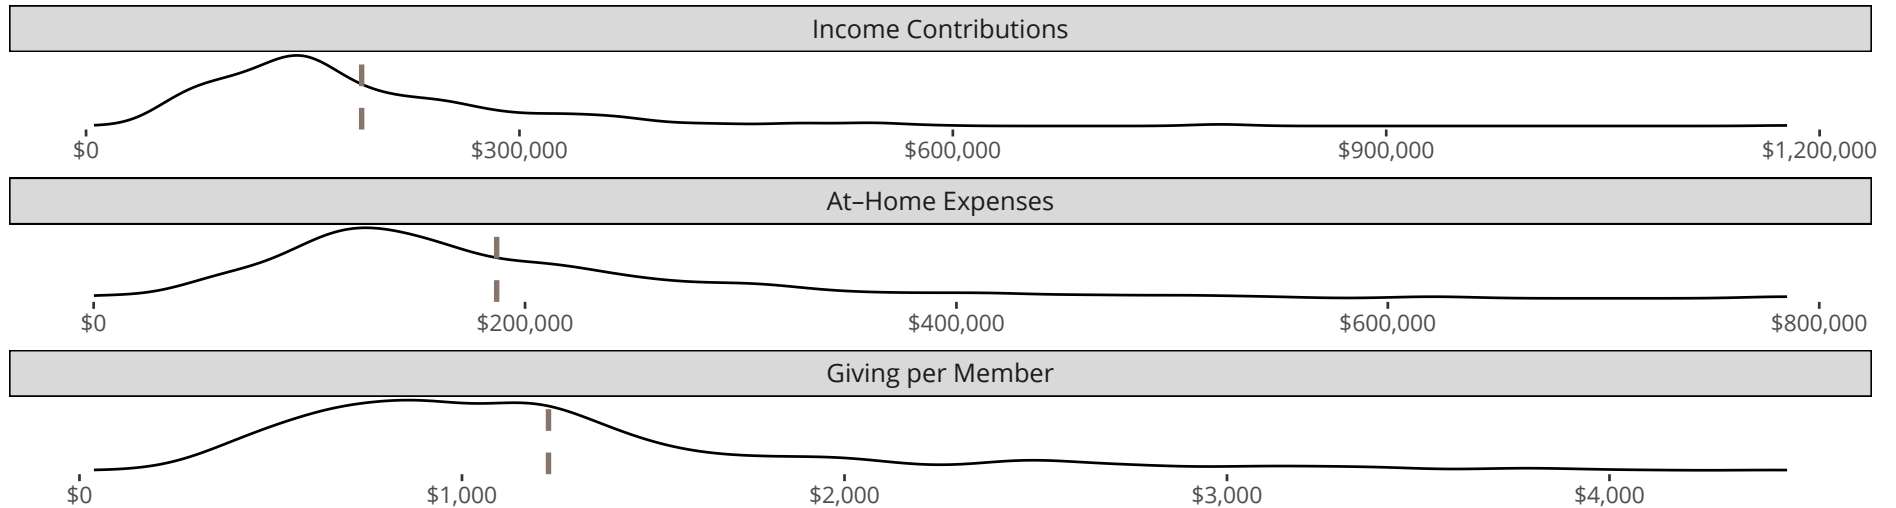 Income Contributions
$0 $300,000 $600,000 $900,000 $1,200,000
At–Home Expenses
$0 $200,000 $400,000 $600,000 $800,000
Giving per Member
$0 $1,000 $2,000 $3,000 $4,000